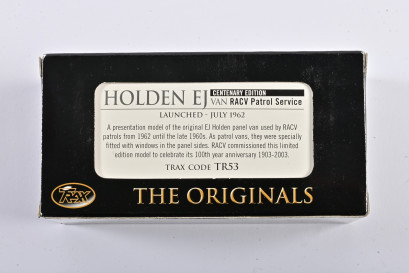 HOLDEN EJ CENTENARY EDITION
VAN RACV Patrol Service
LAUNCHED - JULY 1962
A presentation model of the original EJ Holden panel van used by RACV
patrols from 1962 until the late 1960s. As patrol vans, they were specially
fitted with windows in the panel sides. RACV commissioned this limited
edition model to celebrate its 100th year anniversary 1903-2003.
TRAX CODE TR53
TRAX
THE ORIGINALS